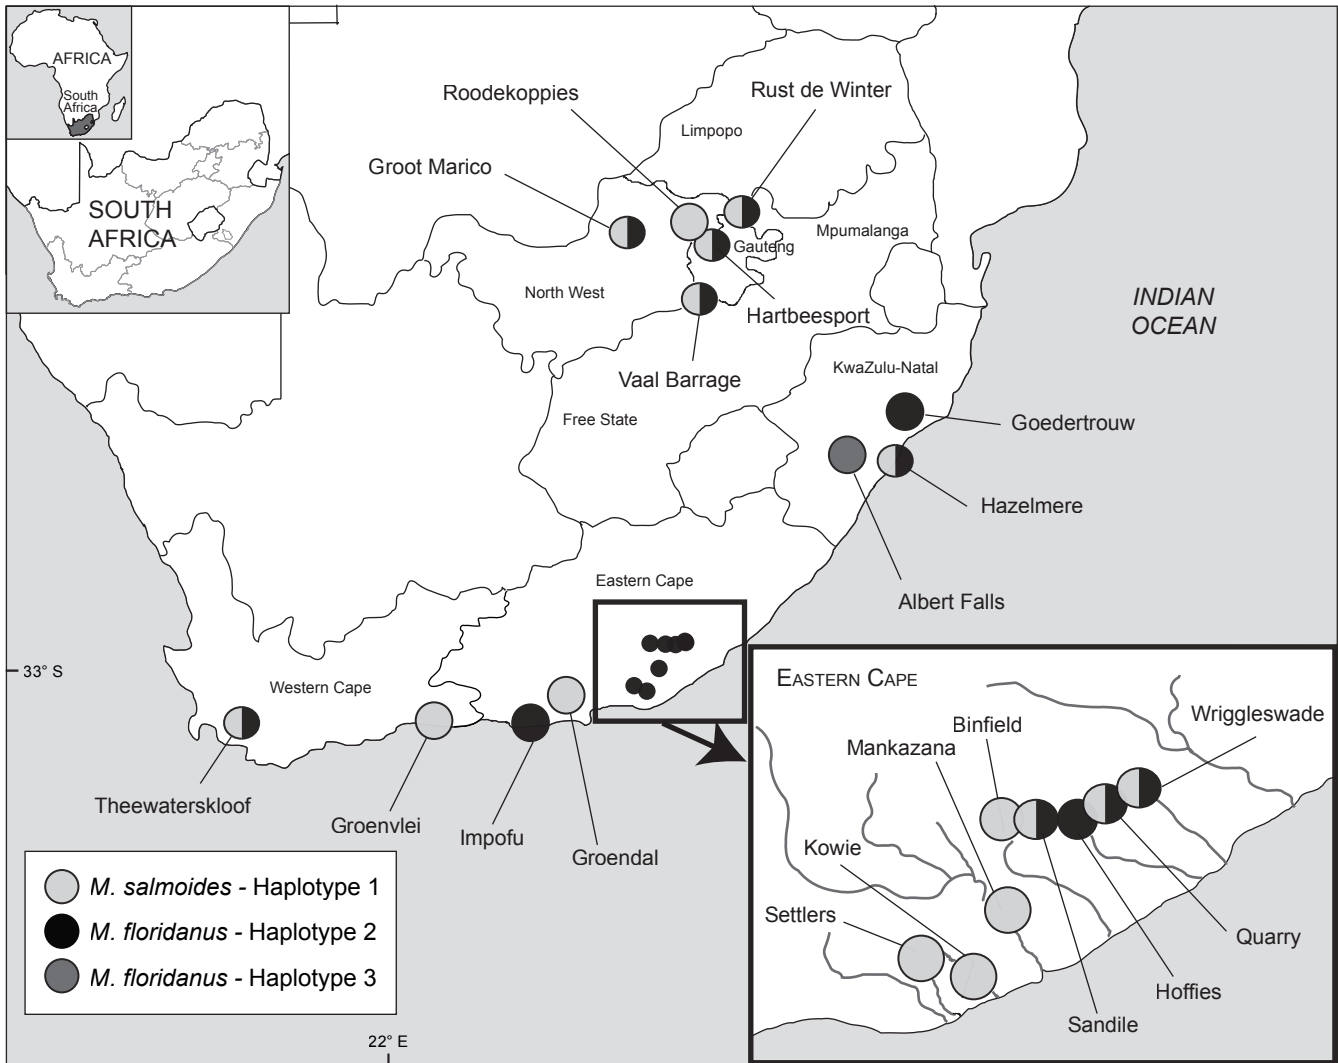 AFRICA
South
Africa
SOUTH
AFRICA
Roodekoppies
Rust de Winter
Limpopo
Groot Marico
Mpumalanga
Gauteng
North West
Hartbeesport
INDIAN
OCEAN
Vaal Barrage
KwaZulu-Natal
Free State
Goedertrouw
Hazelmere
Eastern Cape
Albert Falls
33° S
Western Cape
Theewaterskloof
Groenvlei
Impofu
Groendal
EASTERN CAPE
Wriggleswade
Binfield
Mankazana
Kowie
Settlers
Quarry
Hoffies
Sandile
M. salmoides - Haplotype 1
M. floridanus - Haplotype 2
M. floridanus - Haplotype 3
22° E